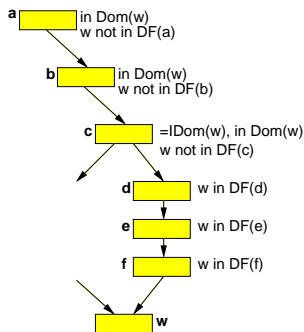 a
in Dom(w)
w not in DF(a)
b
in Dom(w)
w not in DF(b)
c
=IDom(w), in Dom(w)
w not in DF(c)
d
w in DF(d)
e
w in DF(e)
f
w in DF(f)
w